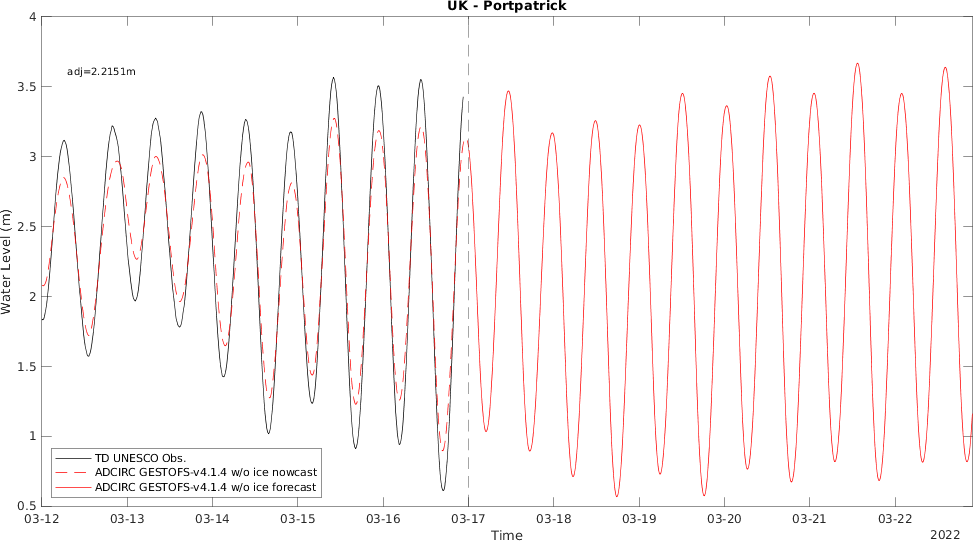 UK - Portpatrick
4
3.5
3
2.5
2
1.5
1
0.5
Water Level (m)
adj=2.2151m
TD UNESCO Obs.
ADCIRC GESTOFS-v4.1.4 w/o ice nowcast
ADCIRC GESTOFS-v4.1.4 w/o ice forecast
03-12 03-13 03-14 03-15 03-16 03-17 03-18 03-19 03-20 03-21 03-22
Time
2022